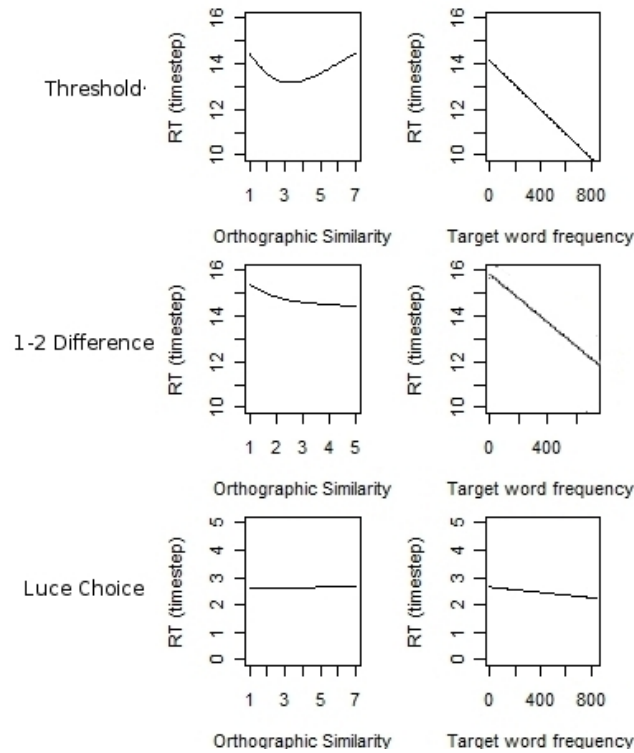 Threshold·
RT (timestep)
10 12 14 16
1 3 5 7
Orthographic Similarity
RT (timestep)
10 12 14 16
0 400 800
Target word frequency
1-2 Difference
RT (timestep)
10 12 14 16
1 2 3 4 5
Orthographic Similarity
RT (timestep)
10 12 14 16
0 400
Target word frequency
Luce Choice
RT (timestep)
0 1 2 3 4 5
1 3 5 7
Orthographic Similarity
RT (timestep)
0 1 2 3 4 5
0 400 800
Target word frequency